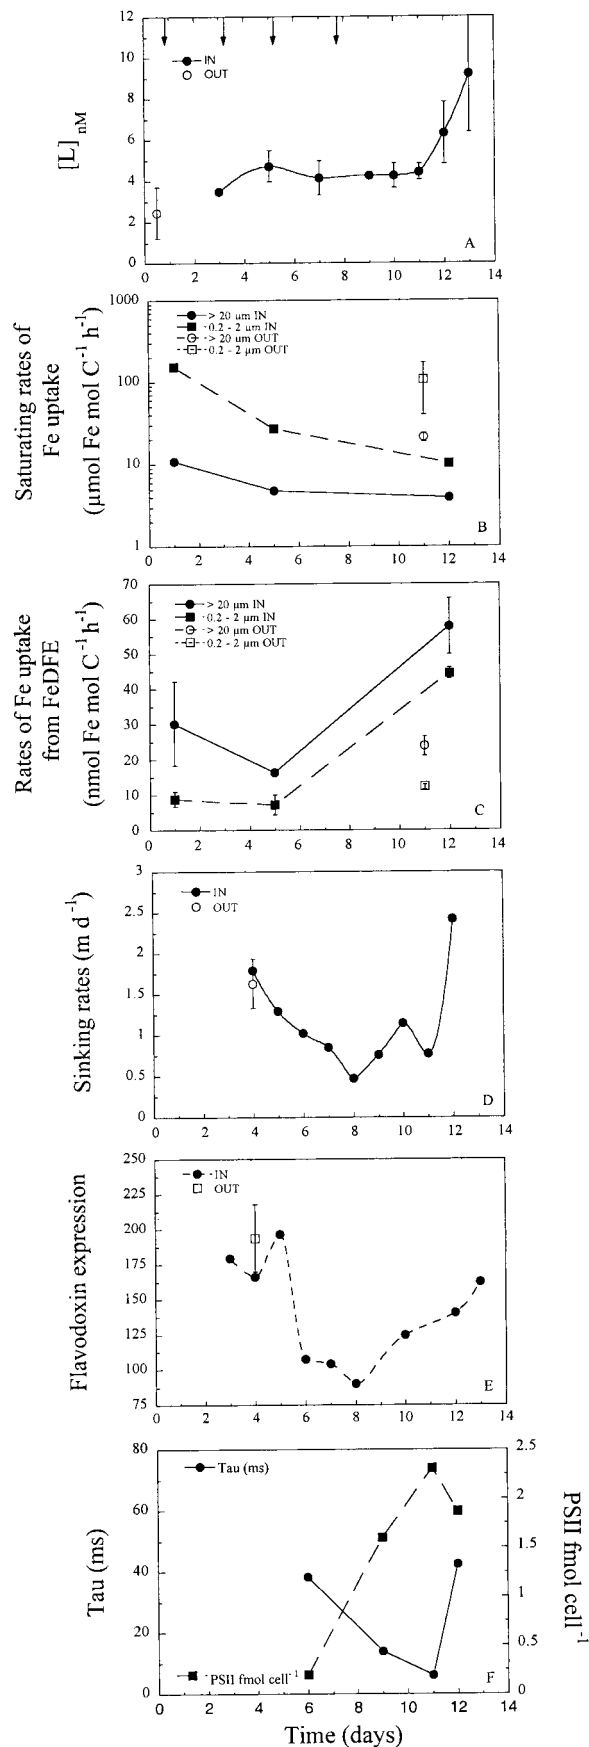 12
10
8
6
4
2
0
[L] nM
IN
OUT
A
0 2 4 6 8 10 12 14
1000
100
10
1
Saturating rates of
Fe uptake
(µmol Fe mol C⁻¹ h⁻¹)
> 20 µm IN
0.2 - 2 µm IN
> 20 µm OUT
0.2 - 2 µm OUT
B
0 2 4 6 8 10 12 14
70
60
50
40
30
20
10
0
Rates of Fe uptake
from FeDFE
(nmol Fe mol C⁻¹ h⁻¹)
> 20 µm IN
0.2 - 2 µm IN
> 20 µm OUT
0.2 - 2 µm OUT
C
0 2 4 6 8 10 12 14
3
2.5
2
1.5
1
0.5
0
Sinking rates (m d⁻¹)
IN
OUT
D
0 2 4 6 8 10 12 14
250
225
200
175
150
125
100
75
Flavodoxin expression
IN
OUT
E
0 2 4 6 8 10 12 14
80
60
40
20
0
Tau (ms)
Tau (ms)
PSII fmol cell⁻¹
F
2.5
2
1.5
1
0.5
0
PSII fmol cell⁻¹
0 2 4 6 8 10 12 14
Time (days)